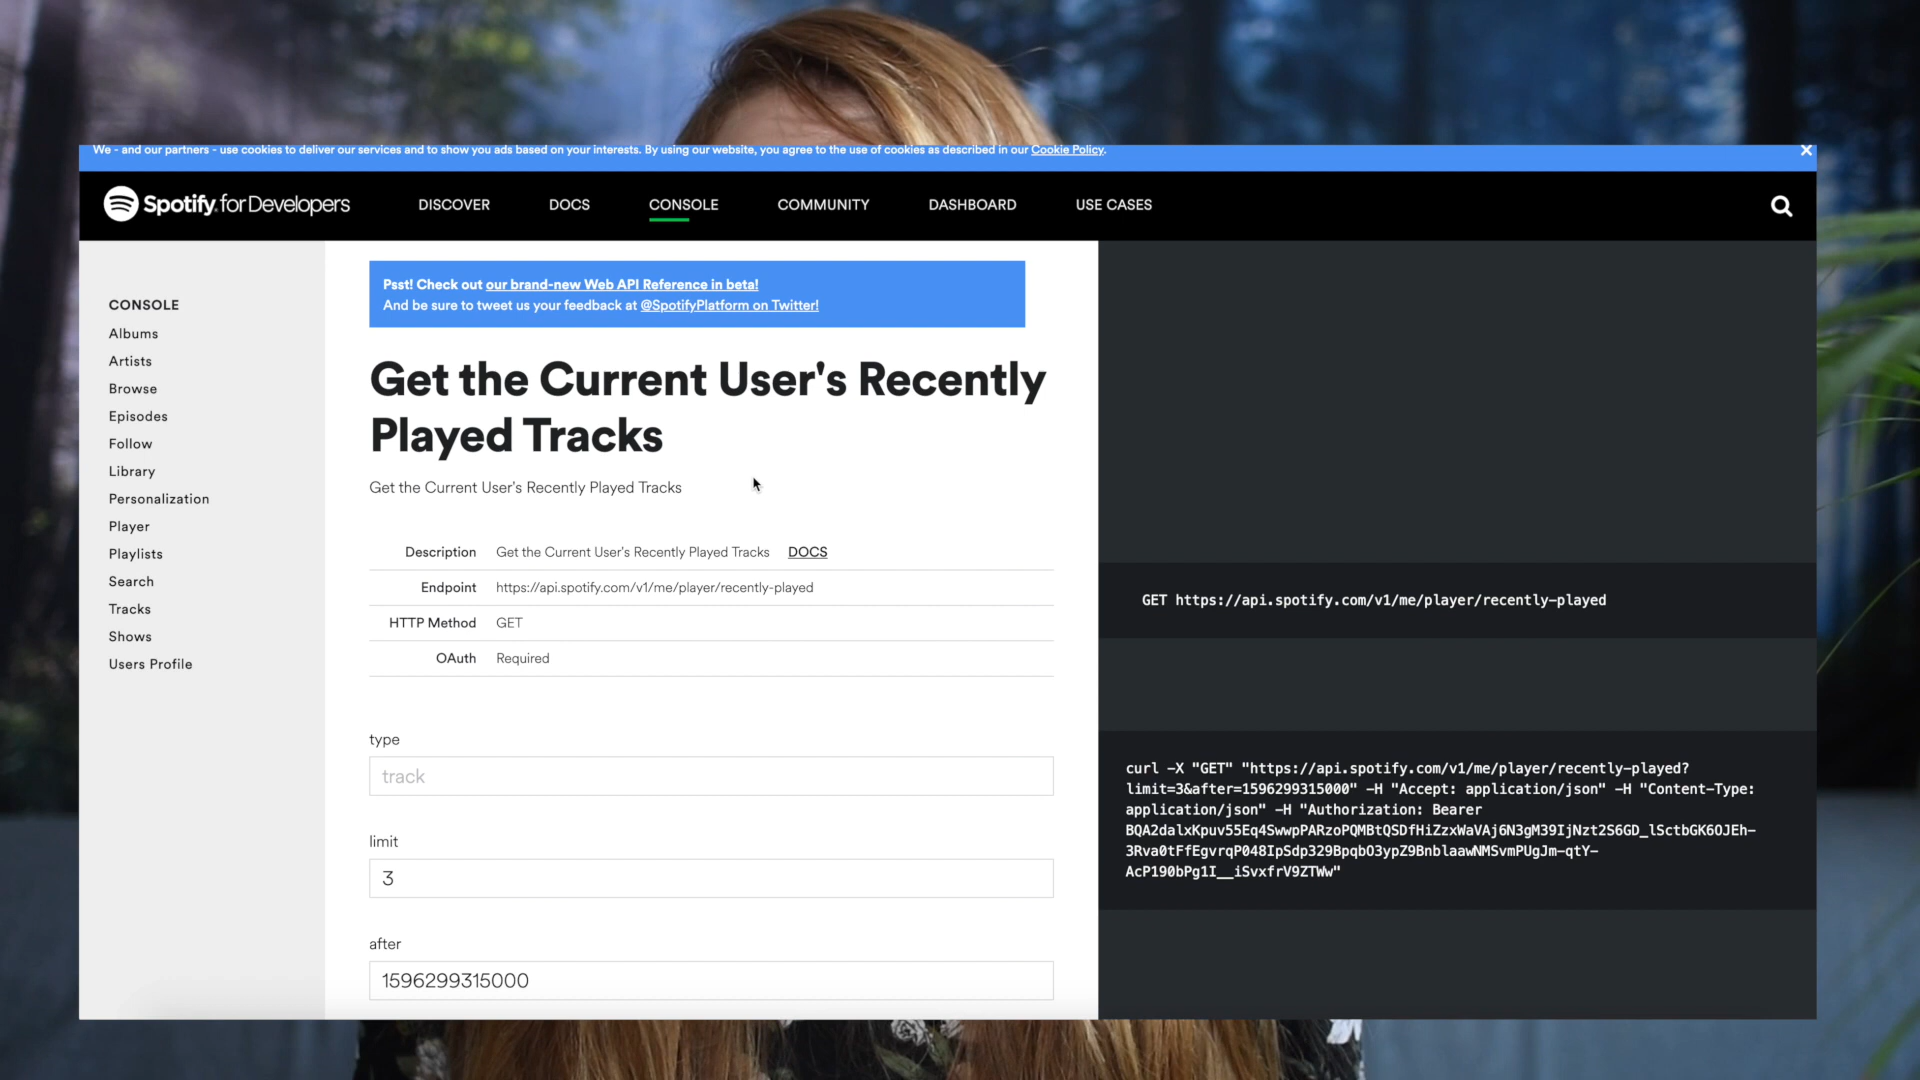 We - and our partners - use cookies to deliver our services and to show you ads based on your interests. By using our website, you agree to the use of cookies as described in our Cookie Policy.
Spotify for Developers
DISCOVER
DOCS
CONSOLE
COMMUNITY
DASHBOARD
USE CASES
CONSOLE
Albums
Artists
Browse
Episodes
Follow
Library
Personalization
Player
Playlists
Search
Tracks
Shows
Users Profile
Psst! Check out our brand-new Web API Reference in beta!
And be sure to tweet us your feedback at @SpotifyPlatform on Twitter!
Get the Current User's Recently
Played Tracks
Get the Current User's Recently Played Tracks
Description Get the Current User's Recently Played Tracks DOCS
Endpoint https://api.spotify.com/v1/me/player/recently-played
HTTP Method GET
OAuth Required
type
track
limit
3
after
1596299315000
GET https://api.spotify.com/v1/me/player/recently-played
curl -X "GET" "https://api.spotify.com/v1/me/player/recently-played?
limit=3&after=1596299315000" -H "Accept: application/json" -H "Content-Type:
application/json" -H "Authorization: Bearer
BQA2dalxKpuv55Eq4SwwpPARzoPQMBtQSDfHiZzxWaVAj6N3gM39IjNzt2S6GD_lSctbGK6OJEh-
3Rva0tFfEgvrqP048IpSdp329BpqbO3ypZ9BnblaawNMSvmPUgJm-qtY-
AcP190bPg1I__iSvxfrV9ZTWw"